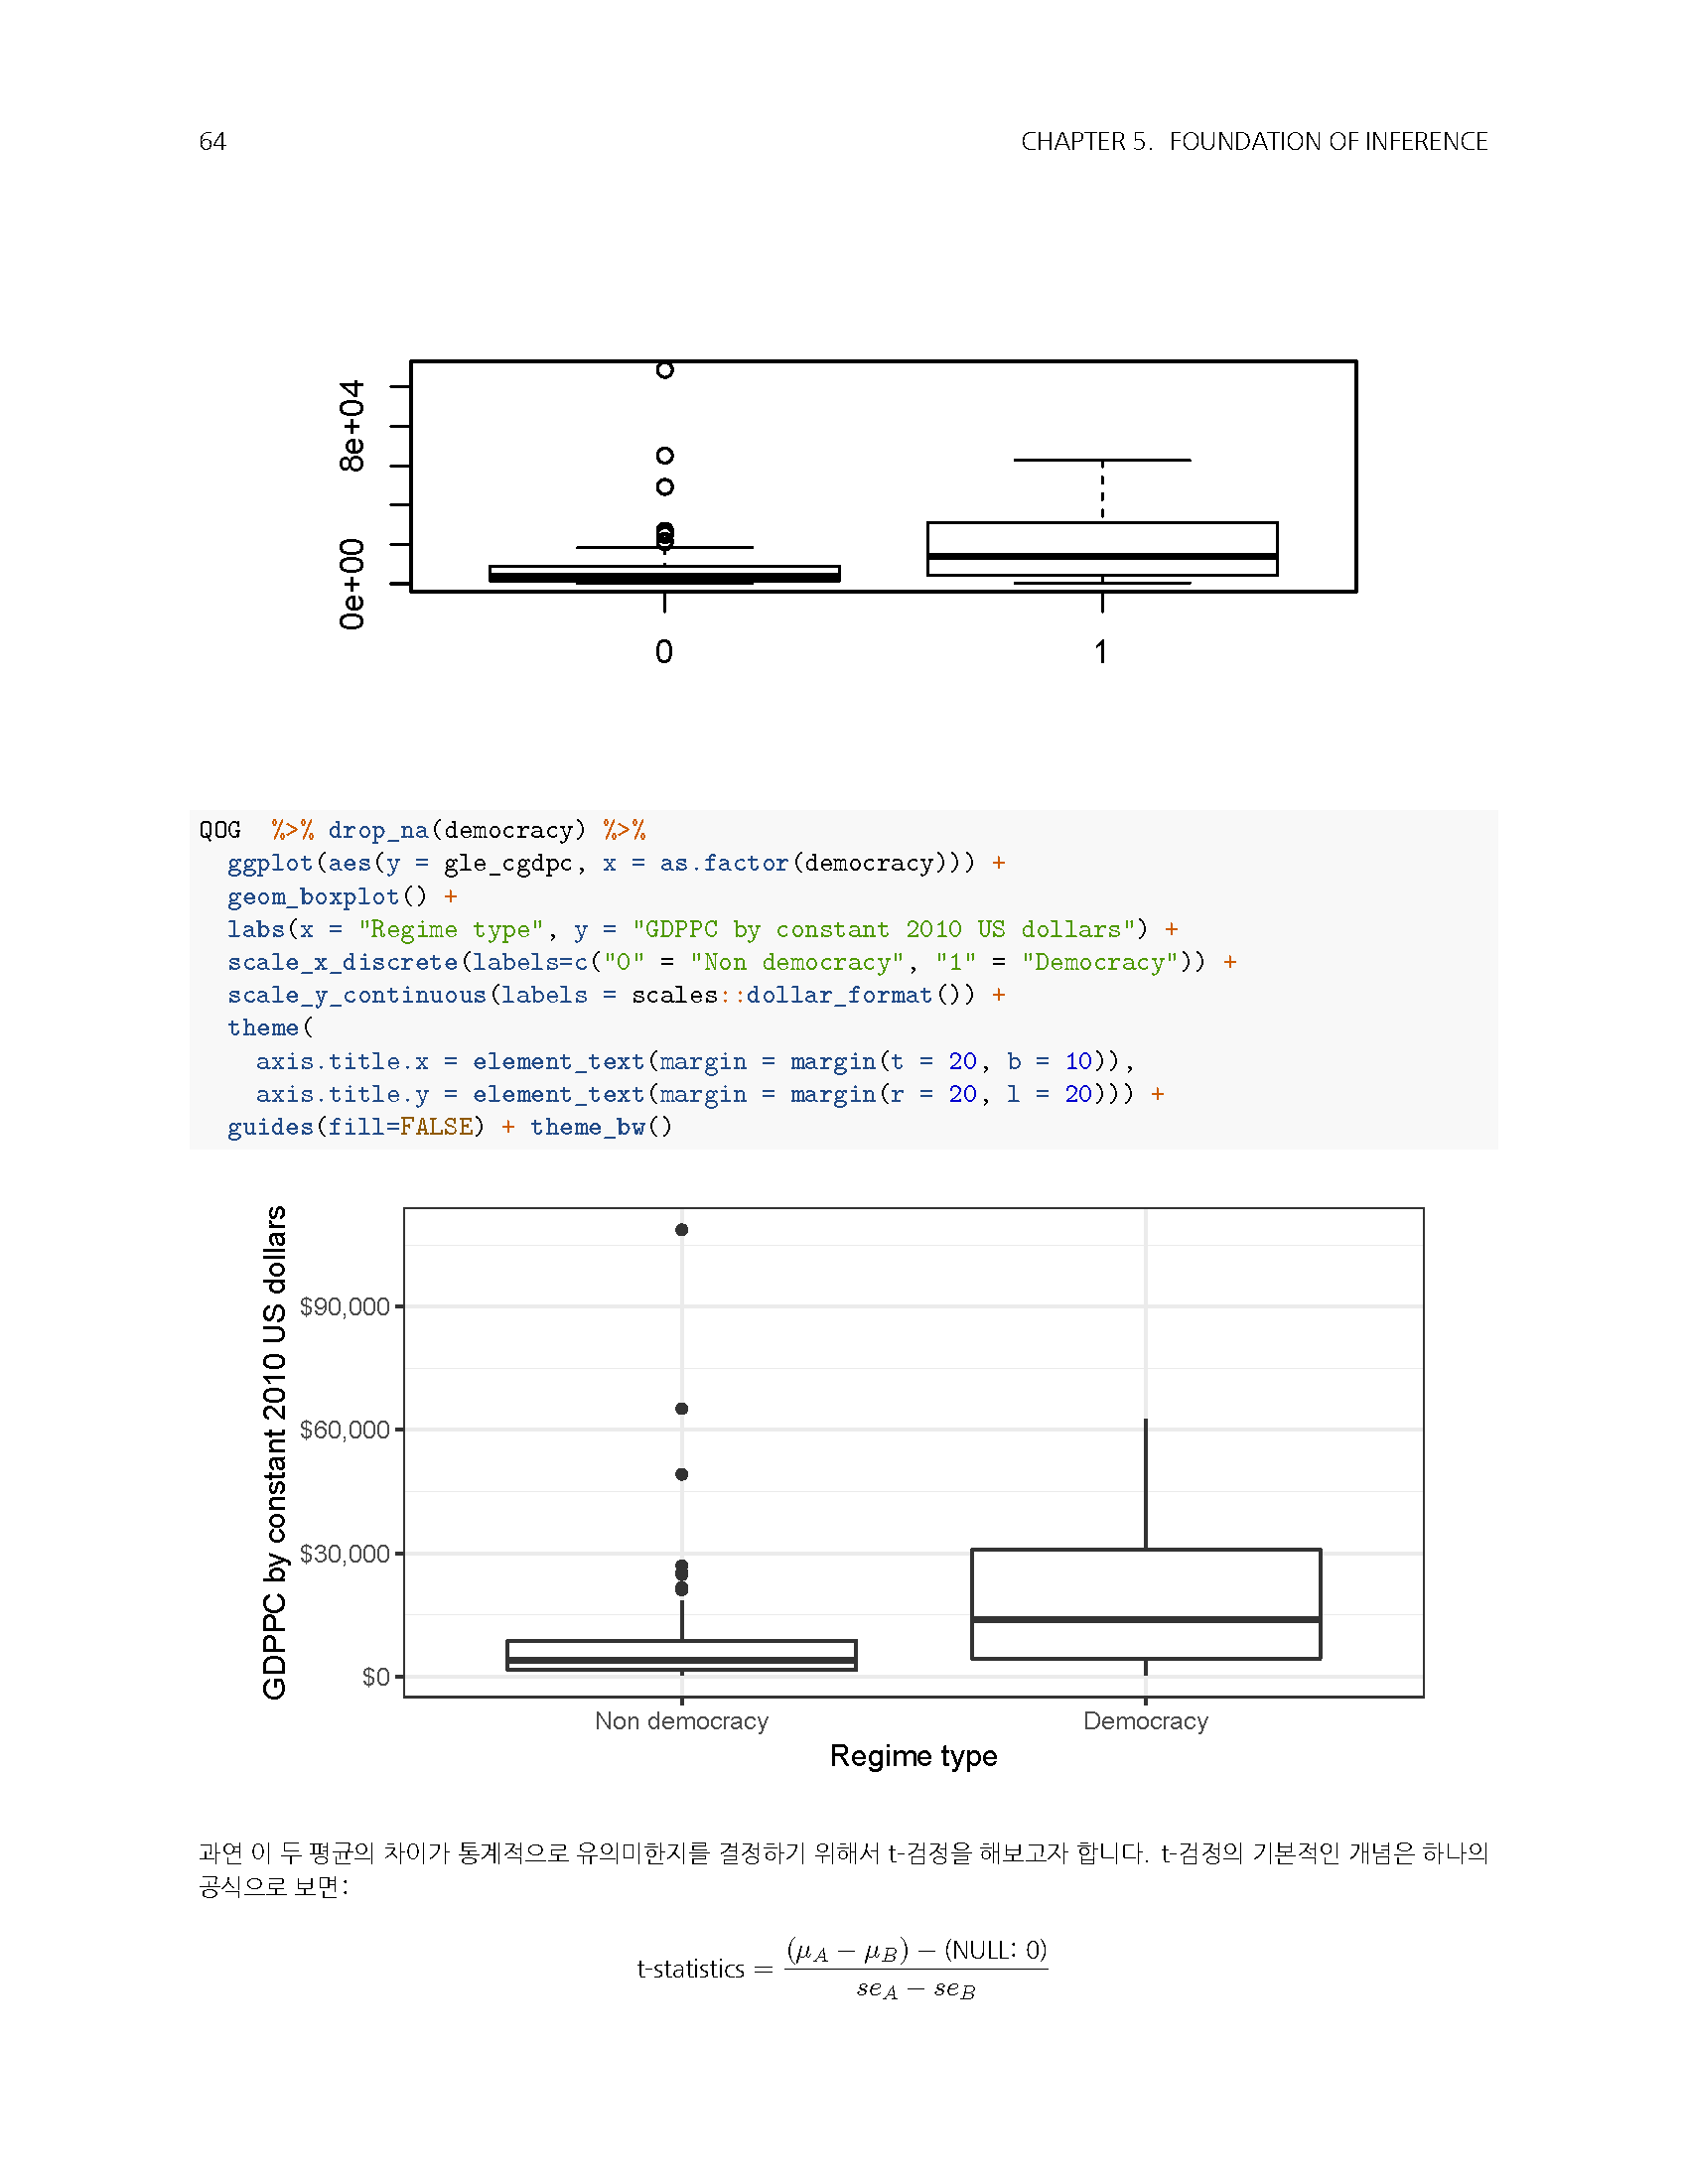 64 CHAPTER 5. FOUNDATION OF INFERENCE
8e+04
0e+00
0 1
QOG  %>% drop_na(democracy) %>%
  ggplot(aes(y = gle_cgdpc, x = as.factor(democracy))) +
  geom_boxplot() +
  labs(x = "Regime type", y = "GDPPC by constant 2010 US dollars") +
  scale_x_discrete(labels=c("0" = "Non democracy", "1" = "Democracy")) +
  scale_y_continuous(labels = scales::dollar_format()) +
  theme(
    axis.title.x = element_text(margin = margin(t = 20, b = 10)),
    axis.title.y = element_text(margin = margin(r = 20, l = 20))) +
  guides(fill=FALSE) + theme_bw()
GDPPC by constant 2010 US dollars
$90,000
$60,000
$30,000
$0
Non democracy Democracy
Regime type
과연 이 두 평균의 차이가 통계적으로 유의미한지를 결정하기 위해서 t-검정을 해보고자 합니다. t-검정의 기본적인 개념은 하나의
공식으로 보면:
t-statistics = ((μ_A − μ_B) − (NULL: 0)) / (se_A − se_B)